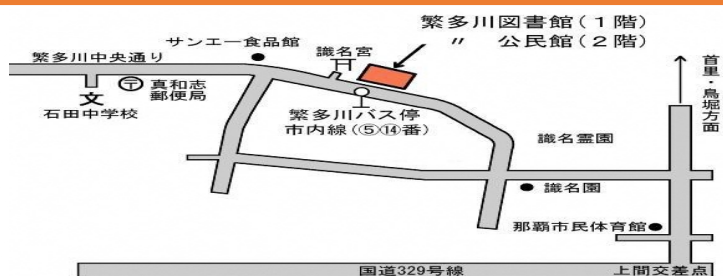 繁多川図書館(1階)
〃 公民館(2階)
サンエー食品館
識名宮
繁多川中央通り
首里・鳥堀方面
〒
真和志
郵便局
文
石田中学校
繁多川バス停
市内線(⑤⑭番)
識名霊園
識名園
那覇市民体育館
国道329号線
上間交差点